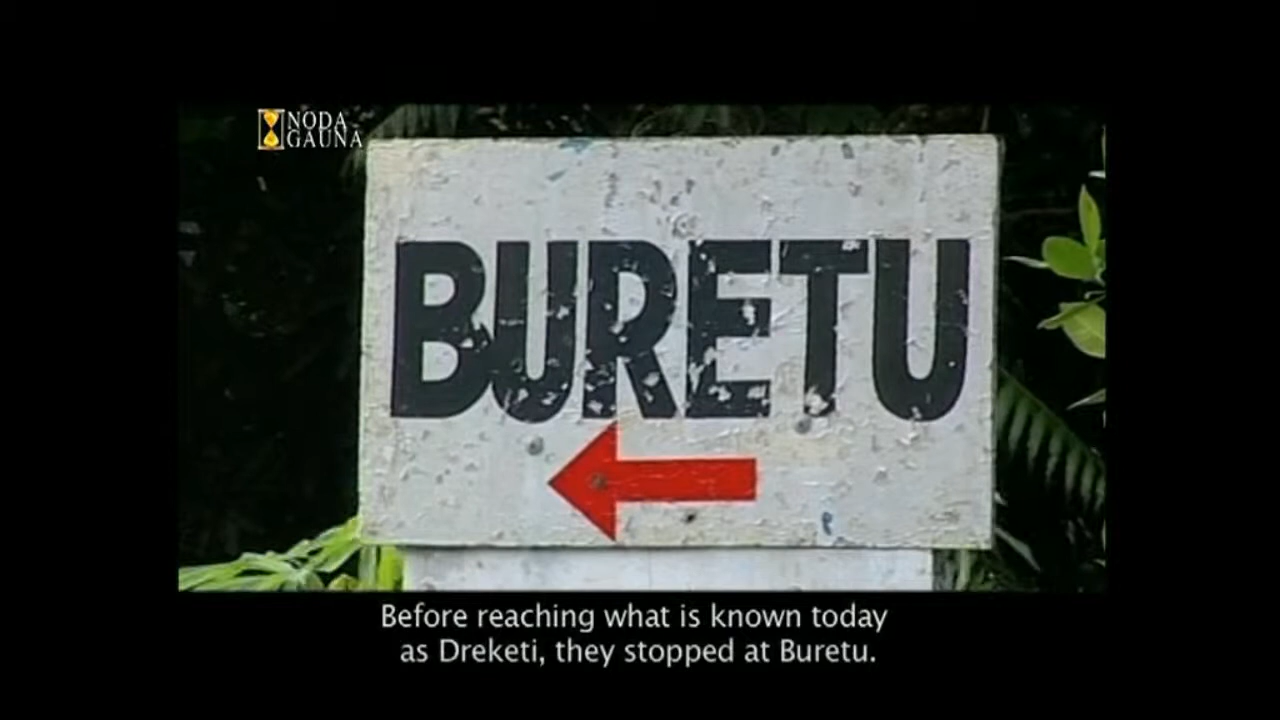 NODA
GAUNA
BURETU
Before reaching what is known today
as Dreketi, they stopped at Buretu.